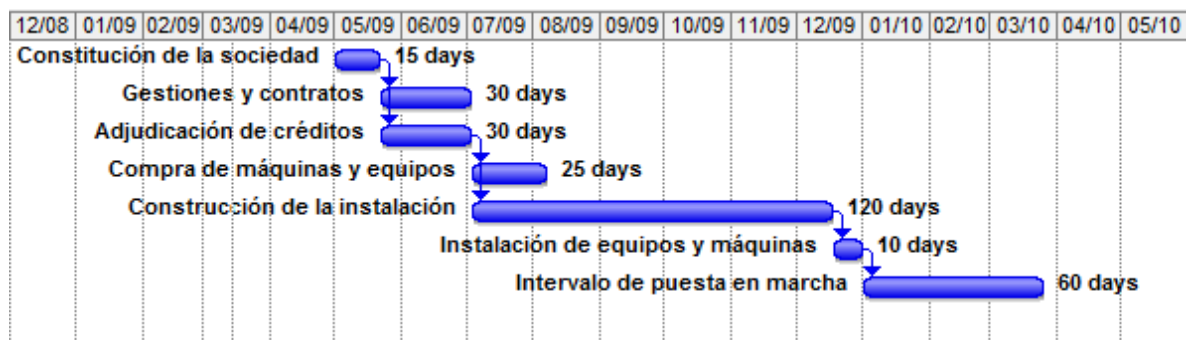 12/08 01/09 02/09 03/09 04/09 05/09 06/09 07/09 08/09 09/09 10/09 11/09 12/09 01/10 02/10 03/10 04/10 05/10
Constitución de la sociedad 15 days
Gestiones y contratos 30 days
Adjudicación de créditos 30 days
Compra de máquinas y equipos 25 days
Construcción de la instalación 120 days
Instalación de equipos y máquinas 10 days
Intervalo de puesta en marcha 60 days